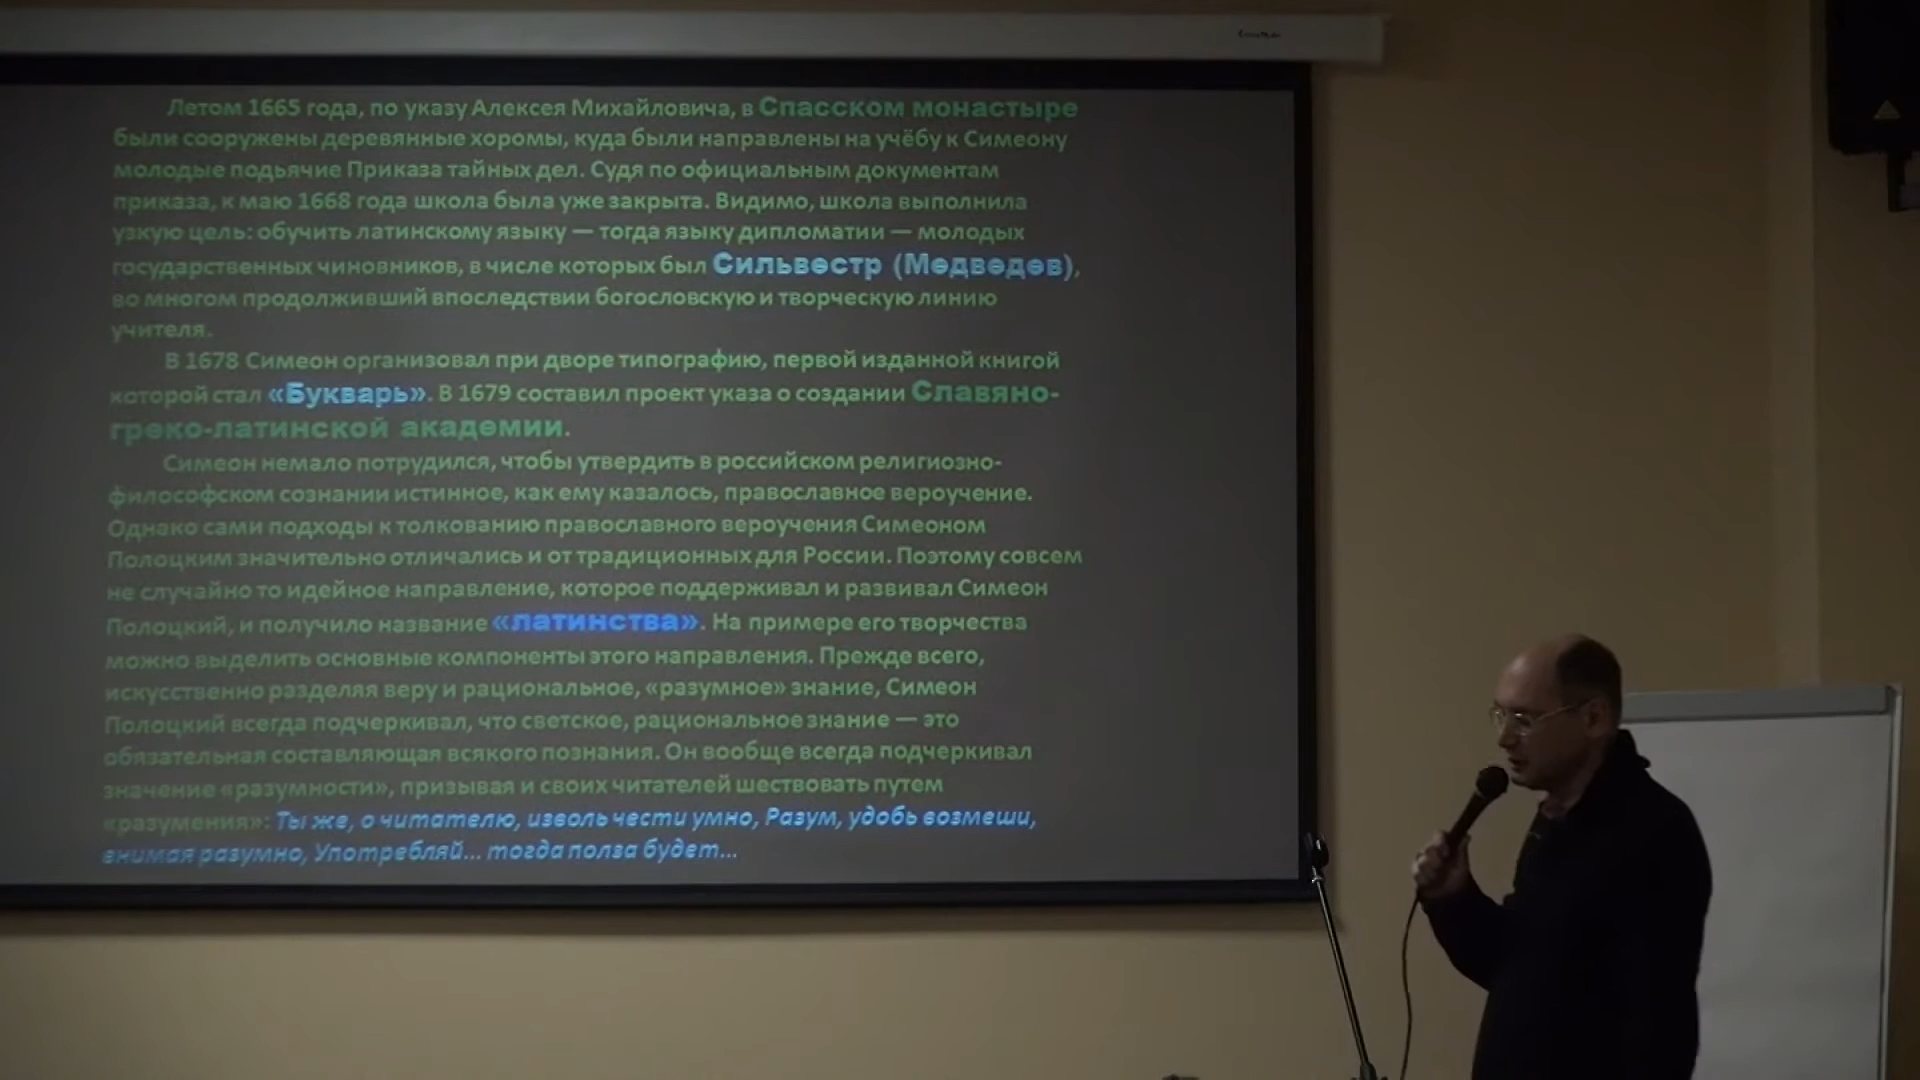 Летом 1665 года, по указу Алексея Михайловича, в Спасском монастыре
были сооружены деревянные хоромы, куда были направлены на учёбу к Симеону
молодые подьячие Приказа тайных дел. Судя по официальным документам
приказа, к маю 1668 года школа была уже закрыта. Видимо, школа выполнила
узкую цель: обучить латинскому языку — тогда языку дипломатии — молодых
государственных чиновников, в числе которых был Сильвестр (Медведев),
во многом продолживший впоследствии богословскую и творческую линию
учителя.
В 1678 Симеон организовал при дворе типографию, первой изданной книгой
которой стал «Букварь». В 1679 составил проект указа о создании Славяно-
греко-латинской академии.
Симеон немало потрудился, чтобы утвердить в российском религиозно-
философском сознании истинное, как ему казалось, православное вероучение.
Однако сами подходы к толкованию православного вероучения Симеоном
Полоцким значительно отличались и от традиционных для России. Поэтому совсем
не случайно то идейное направление, которое поддерживал и развивал Симеон
Полоцкий, и получило название «латинства». На примере его творчества
можно выделить основные компоненты этого направления. Прежде всего,
искусственно разделяя веру и рациональное, «разумное» знание, Симеон
Полоцкий всегда подчеркивал, что светское, рациональное знание — это
обязательная составляющая всякого познания. Он вообще всегда подчеркивал
значение «разумности», призывая и своих читателей шествовать путем
«разумения»: Ты же, о читателю, изволь чести умно, Разум, удобь возмеши,
внимая разумно, Употребляй... тогда полза будет...